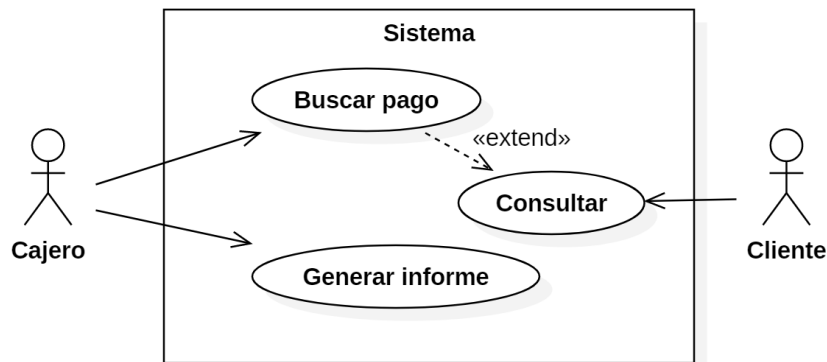 Sistema
Buscar pago
«extend»
Consultar
Cajero
Cliente
Generar informe